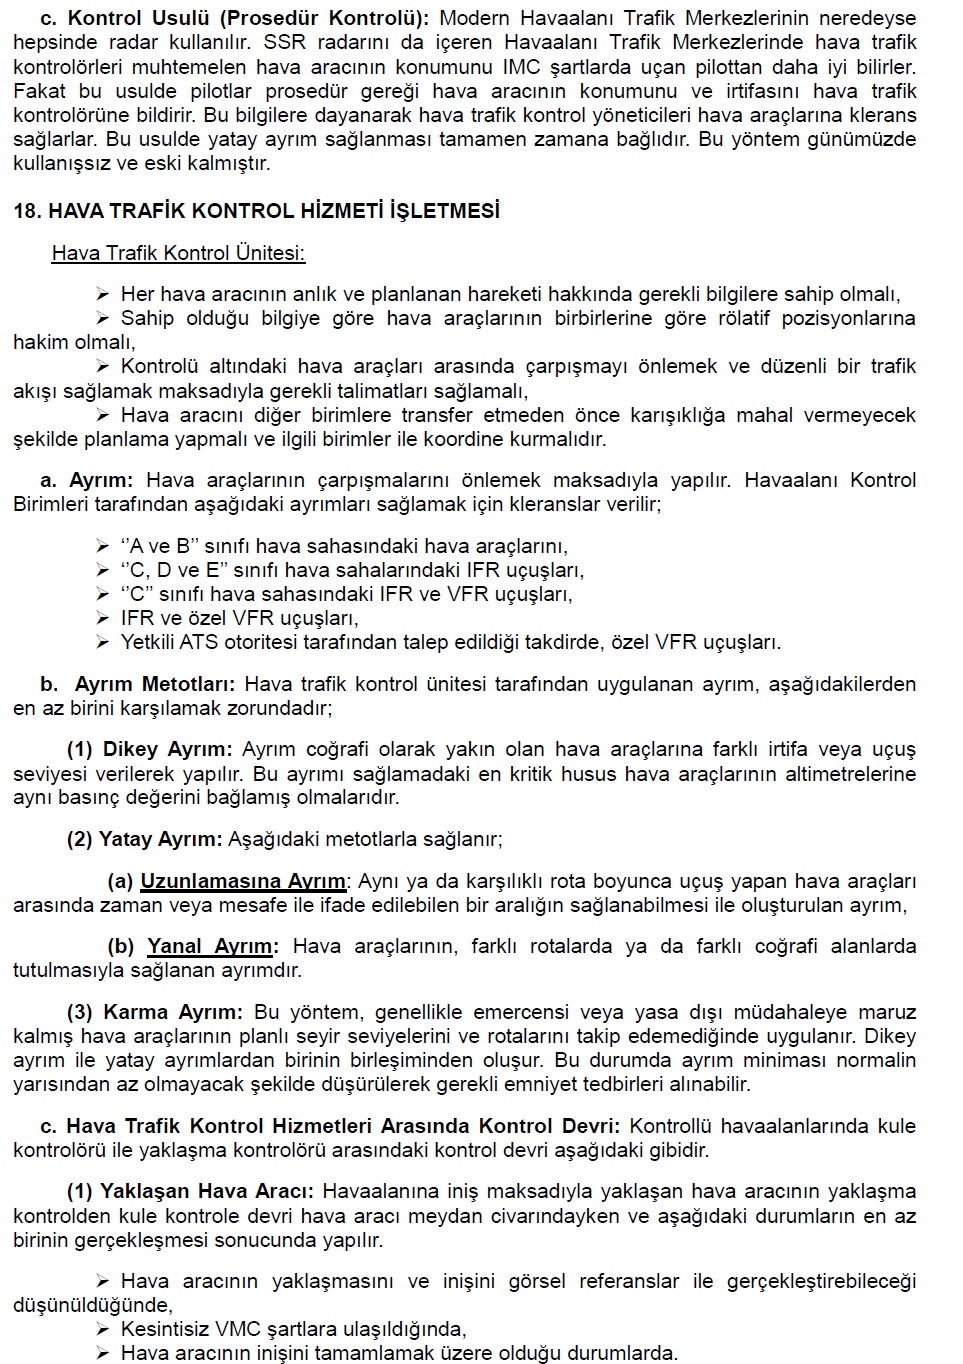 c. Kontrol Usulü (Prosedür Kontrolü): Modern Havaalanı Trafik Merkezlerinin neredeyse
hepsinde radar kullanılır. SSR radarını da içeren Havaalanı Trafik Merkezlerinde hava trafik
kontrolörleri muhtemelen hava aracının konumunu IMC şartlarda uçan pilottan daha iyi bilirler.
Fakat bu usulde pilotlar prosedür gereği hava aracının konumunu ve irtifasını hava trafik
kontrolörüne bildirir. Bu bilgilere dayanarak hava trafik kontrol yöneticileri hava araçlarına klerans
sağlarlar. Bu usulde yatay ayrım sağlanması tamamen zamana bağlıdır. Bu yöntem günümüzde
kullanışsız ve eski kalmıştır.
18. HAVA TRAFİK KONTROL HİZMETİ İŞLETMESİ
Hava Trafik Kontrol Ünitesi:
➢ Her hava aracının anlık ve planlanan hareketi hakkında gerekli bilgilere sahip olmalı,
➢ Sahip olduğu bilgiye göre hava araçlarının birbirlerine göre rölatif pozisyonlarına
hakim olmalı,
➢ Kontrolü altındaki hava araçları arasında çarpışmayı önlemek ve düzenli bir trafik
akışı sağlamak maksadıyla gerekli talimatları sağlamalı,
➢ Hava aracını diğer birimlere transfer etmeden önce karışıklığa mahal vermeyecek
şekilde planlama yapmalı ve ilgili birimler ile koordine kurmalıdır.
a. Ayrım: Hava araçlarının çarpışmalarını önlemek maksadıyla yapılır. Havaalanı Kontrol
Birimleri tarafından aşağıdaki ayrımları sağlamak için kleranslar verilir;
➢ ‘’A ve B’’ sınıfı hava sahasındaki hava araçlarını,
➢ ‘’C, D ve E’’ sınıfı hava sahalarındaki IFR uçuşları,
➢ ‘’C’’ sınıfı hava sahasındaki IFR ve VFR uçuşları,
➢ IFR ve özel VFR uçuşları,
➢ Yetkili ATS otoritesi tarafından talep edildiği takdirde, özel VFR uçuşları.
b. Ayrım Metotları: Hava trafik kontrol ünitesi tarafından uygulanan ayrım, aşağıdakilerden
en az birini karşılamak zorundadır;
(1) Dikey Ayrım: Ayrım coğrafi olarak yakın olan hava araçlarına farklı irtifa veya uçuş
seviyesi verilerek yapılır. Bu ayrımı sağlamadaki en kritik husus hava araçlarının altimetrelerine
aynı basınç değerini bağlamış olmalarıdır.
(2) Yatay Ayrım: Aşağıdaki metotlarla sağlanır;
(a) Uzunlamasına Ayrım: Aynı ya da karşılıklı rota boyunca uçuş yapan hava araçları
arasında zaman veya mesafe ile ifade edilebilen bir aralığın sağlanabilmesi ile oluşturulan ayrım,
(b) Yanal Ayrım: Hava araçlarının, farklı rotalarda ya da farklı coğrafi alanlarda
tutulmasıyla sağlanan ayrımdır.
(3) Karma Ayrım: Bu yöntem, genellikle emercensi veya yasa dışı müdahaleye maruz
kalmış hava araçlarının planlı seyir seviyelerini ve rotalarını takip edemediğinde uygulanır. Dikey
ayrım ile yatay ayrımlardan birinin birleşiminden oluşur. Bu durumda ayrım miniması normalin
yarısından az olmayacak şekilde düşürülerek gerekli emniyet tedbirleri alınabilir.
c. Hava Trafik Kontrol Hizmetleri Arasında Kontrol Devri: Kontrollü havaalanlarında kule
kontrolörü ile yaklaşma kontrolörü arasındaki kontrol devri aşağıdaki gibidir.
(1) Yaklaşan Hava Aracı: Havaalanına iniş maksadıyla yaklaşan hava aracının yaklaşma
kontrolden kule kontrole devri hava aracı meydan civarındayken ve aşağıdaki durumların en az
birinin gerçekleşmesi sonucunda yapılır.
➢ Hava aracının yaklaşmasını ve inişini görsel referanslar ile gerçekleştirebileceği
düşünüldüğünde,
➢ Kesintisiz VMC şartlara ulaşıldığında,
➢ Hava aracının inişini tamamlamak üzere olduğu durumlarda.